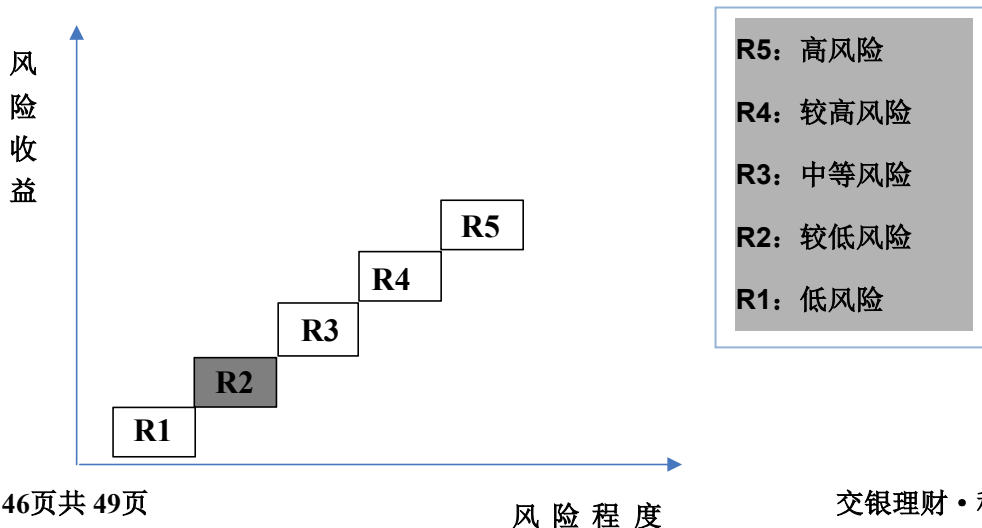 风
险
收
益
R5
R4
R3
R2
R1
R5：高风险
R4：较高风险
R3：中等风险
R2：较低风险
R1：低风险
风 险 程 度
46页共 49页
交银理财·